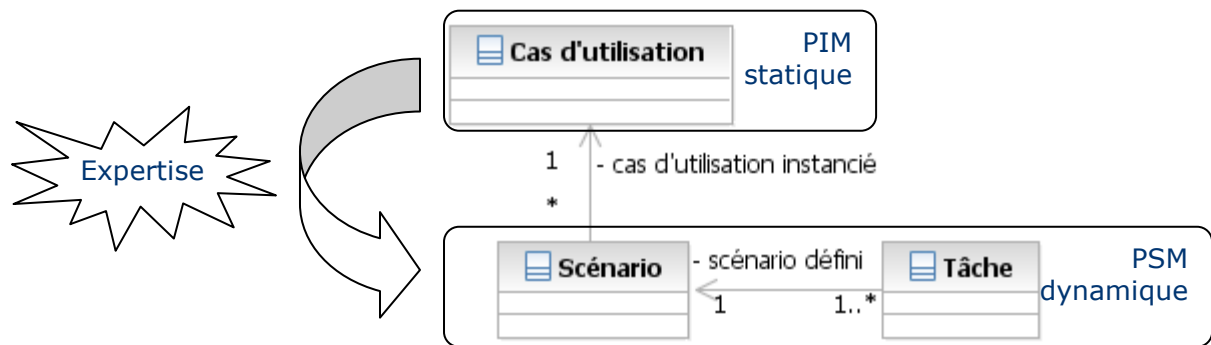 Cas d'utilisation
PIM
statique
Expertise
1
- cas d'utilisation instancié
*
Scénario
- scénario défini
1
1..*
Tâche
PSM
dynamique